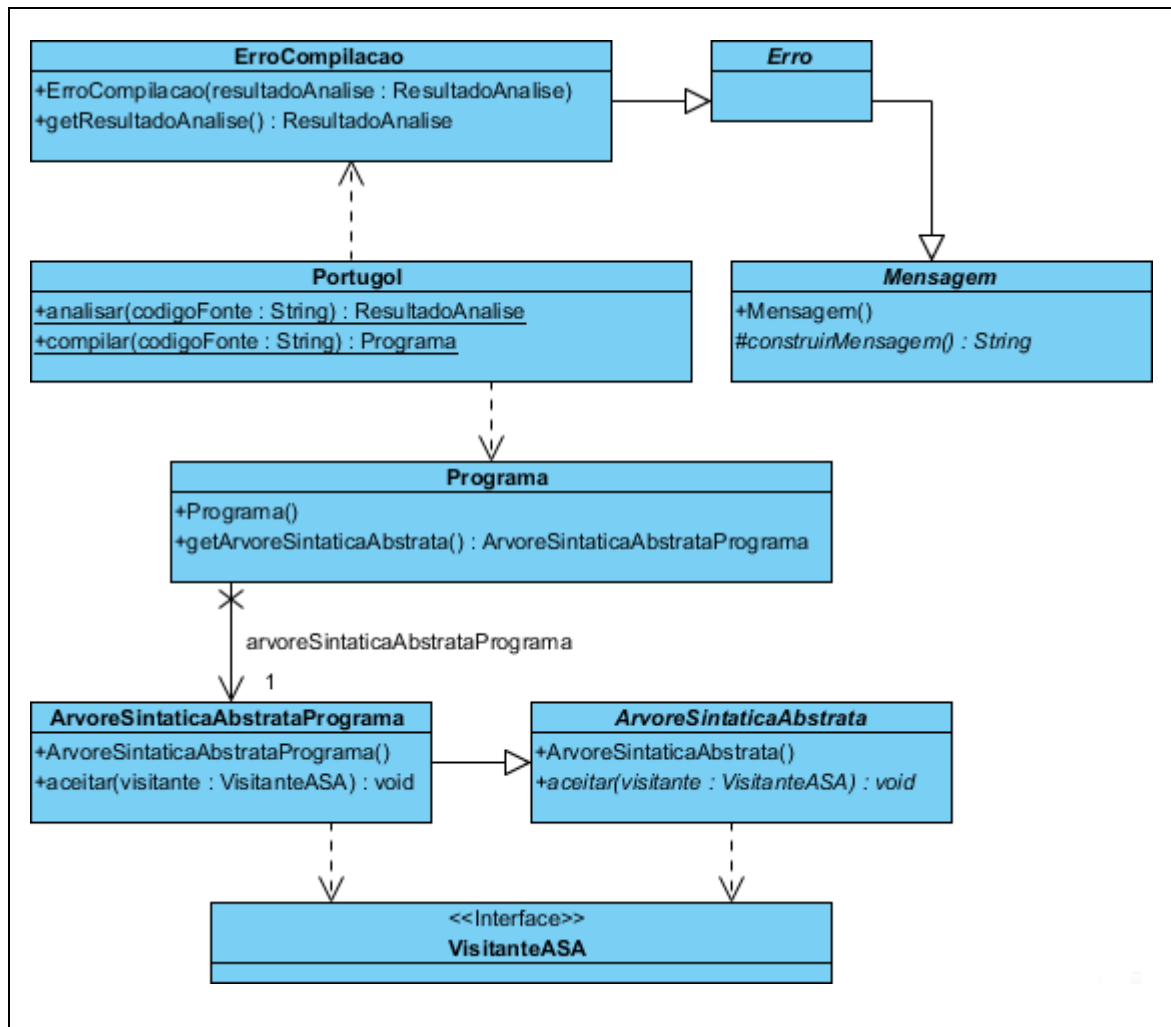 ErroCompilacao
+ErroCompilacao(resultadoAnalise : ResultadoAnalise)
+getResultadoAnalise() : ResultadoAnalise
Erro
Portugol
+analisar(codigoFonte : String) : ResultadoAnalise
+compilar(codigoFonte : String) : Programa
Mensagem
+Mensagem()
#construirMensagem() : String
Programa
+Programa()
+getArvoreSintaticaAbstrata() : ArvoreSintaticaAbstrataPrograma
arvoreSintaticaAbstrataPrograma
1
ArvoreSintaticaAbstrataPrograma
+ArvoreSintaticaAbstrataPrograma()
+aceitar(visitante : VisitanteASA) : void
ArvoreSintaticaAbstrata
+ArvoreSintaticaAbstrata()
+aceitar(visitante : VisitanteASA) : void
<<Interface>>
VisitanteASA